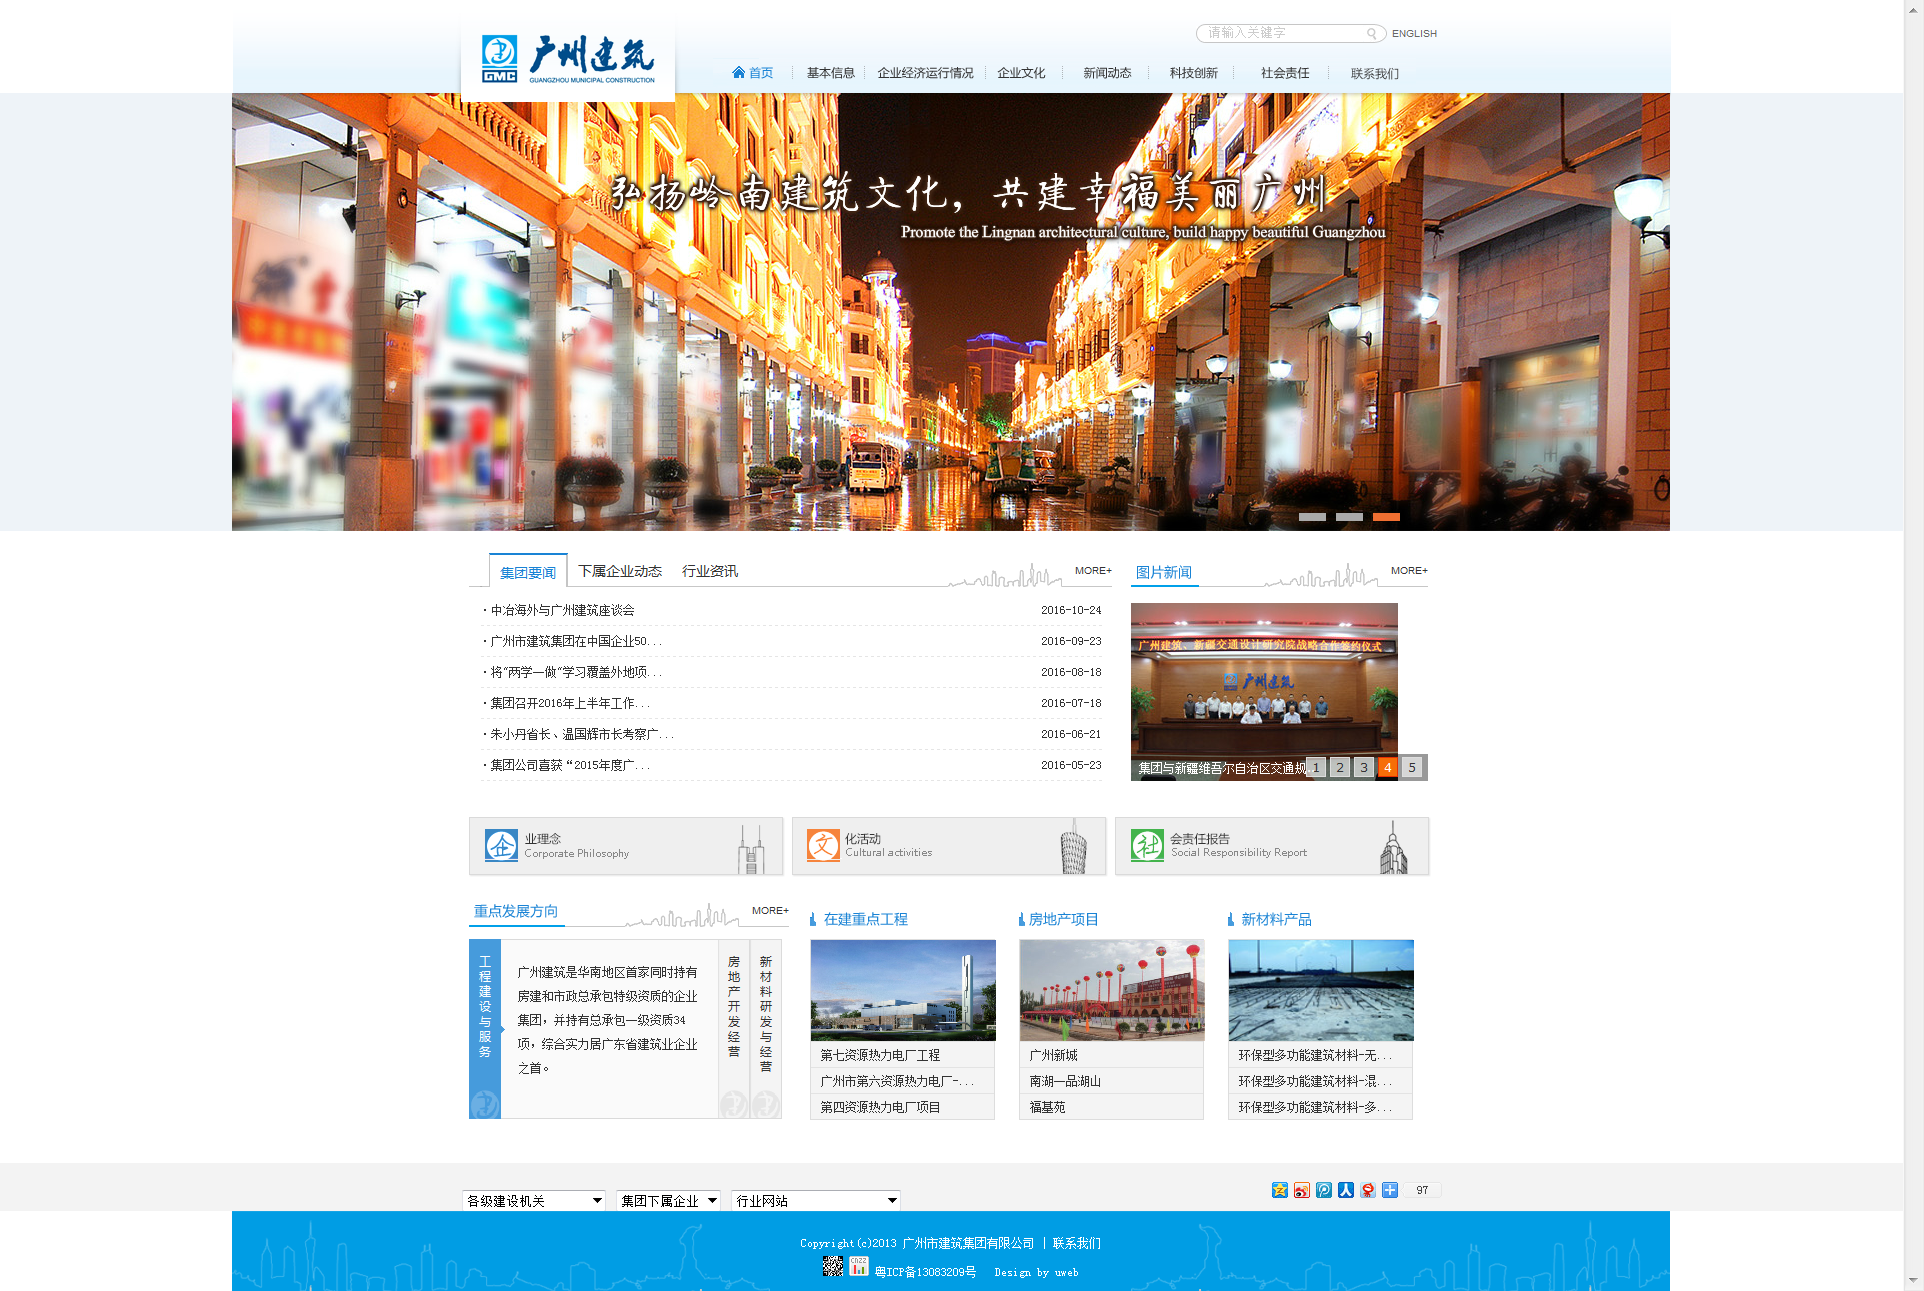 广州建筑
GMC GUANGZHOU MUNICIPAL CONSTRUCTION
请输入关键字 ENGLISH
首页 基本信息 企业经济运行情况 企业文化 新闻动态 科技创新 社会责任 联系我们
弘扬岭南建筑文化，共建幸福美丽广州
Promote the Lingnan architectural culture, build happy beautiful Guangzhou
集团要闻 下属企业动态 行业资讯 MORE+
· 中冶海外与广州建筑座谈会 2016-10-24
· 广州市建筑集团在中国企业50... 2016-09-23
· 将“两学一做”学习覆盖外地项... 2016-08-18
· 集团召开2016年上半年工作... 2016-07-18
· 朱小丹省长、温国辉市长考察广... 2016-06-21
· 集团公司喜获“2015年度广... 2016-05-23
图片新闻 MORE+
广州建筑、新疆交通设计研究院战略合作签约仪式
广州建筑
集团与新疆维吾尔自治区交通规. 1 2 3 4 5
企 业理念
Corporate Philosophy
文 化活动
Cultural activities
社 会责任报告
Social Responsibility Report
重点发展方向 MORE+
工程建设与服务
广州建筑是华南地区首家同时持有
房建和市政总承包特级资质的企业
集团，并持有总承包一级资质34
项，综合实力居广东省建筑业企业
之首。
房地产开发经营
新材料研发与经营
在建重点工程
第七资源热力电厂工程
广州市第六资源热力电厂-...
第四资源热力电厂项目
房地产项目
广州新城
南湖一品湖山
福基苑
新材料产品
环保型多功能建筑材料-无...
环保型多功能建筑材料-混...
环保型多功能建筑材料-多...
各级建设机关 集团下属企业 行业网站 97
Copyright(c)2013 广州市建筑集团有限公司 | 联系我们
CNZZ 粤ICP备13083209号 Design by uweb